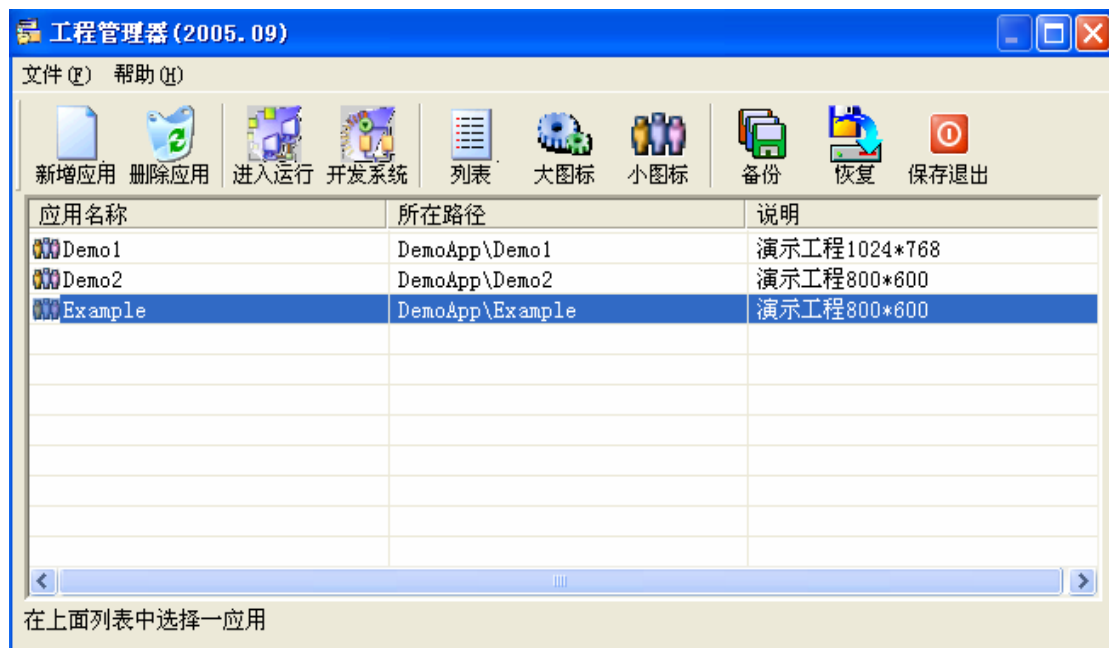 工程管理器(2005.09)
文件(F) 帮助(H)
新增应用 删除应用 进入运行 开发系统 列表 大图标 小图标 备份 恢复 保存退出
应用名称 所在路径 说明
Demo1 DemoApp\Demo1 演示工程1024*768
Demo2 DemoApp\Demo2 演示工程800*600
Example DemoApp\Example 演示工程800*600
在上面列表中选择一应用